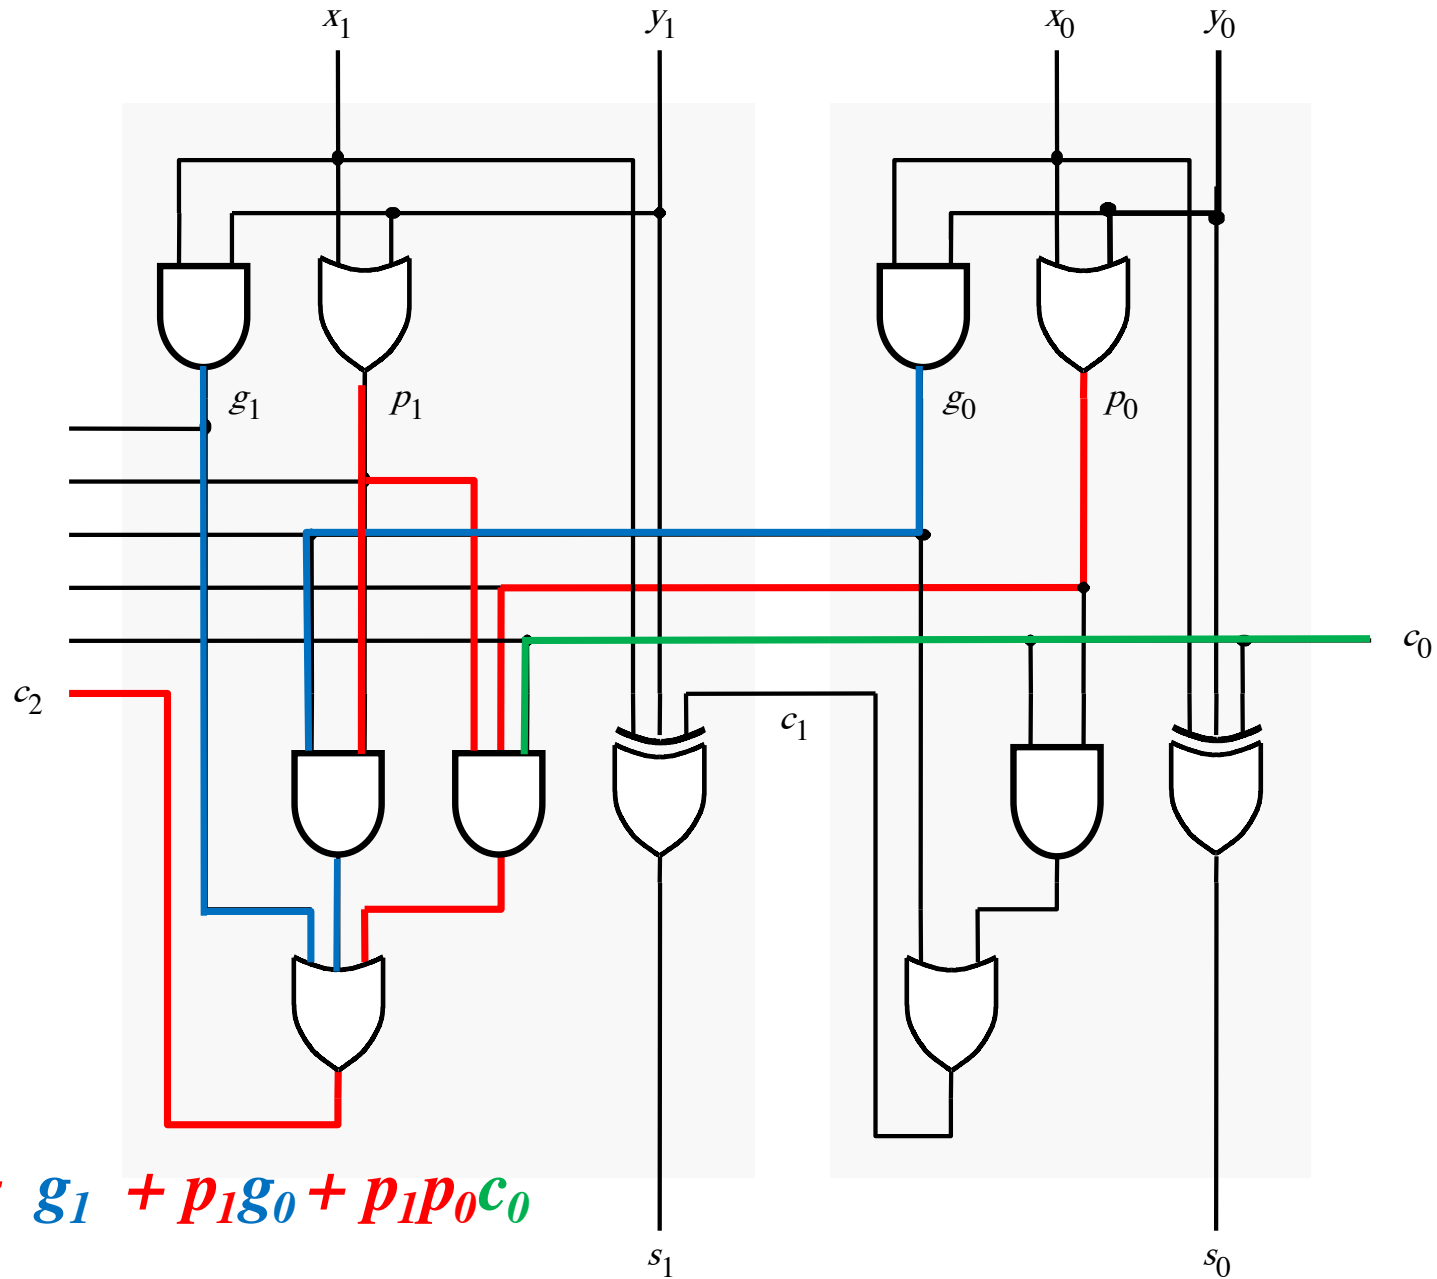 x₁ y₁ x₀ y₀
g₁ p₁ g₀ p₀
c₀
c₂ c₁
g₁ + p₁g₀ + p₁p₀c₀
s₁ s₀